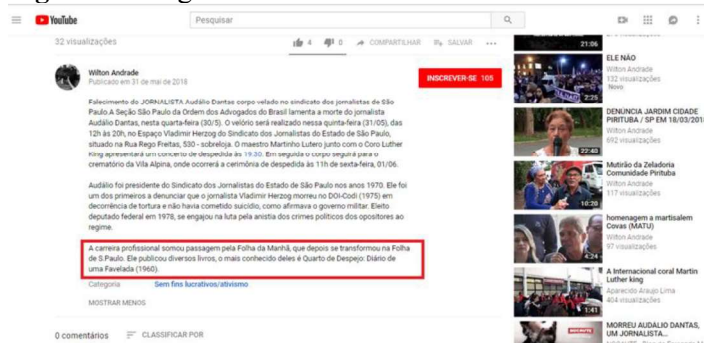 YouTube
Pesquisar
32 visualizações
4
0
COMPARTILHAR
SALVAR
Wilton Andrade
Publicado em 31 de mai de 2018
INSCREVER-SE 105
Falecimento do JORNALISTA Audálio Dantas corpo velado no sindicato dos jornalistas de São
Paulo.A Seção São Paulo da Ordem dos Advogados do Brasil lamenta a morte do jornalista
Audálio Dantas, nesta quarta-feira (30/5). O velório será realizado nessa quinta-feira (31/05), das
12h às 20h, no Espaço Vladimir Herzog do Sindicato dos Jornalistas do Estado de São Paulo,
situado na Rua Rego Freitas, 530 - sobreloja. O maestro Martinho Lutero junto com o Coro Luther
King apresentará um concerto de despedida às 19:30. Em seguida o corpo seguirá para o
crematório da Vila Alpina, onde ocorrerá a cerimônia de despedida às 11h de sexta-feira, 01/06.
Audálio foi presidente do Sindicato dos Jornalistas do Estado de São Paulo nos anos 1970. Ele foi
um dos primeiros a denunciar que o jornalista Vladimir Herzog morreu no DOI-Codi (1975) em
decorrência de tortura e não havia cometido suicídio, como afirmava o governo militar. Eleito
deputado federal em 1978, se engajou na luta pela anistia dos crimes políticos dos opositores ao
regime.
A carreira profissional somou passagem pela Folha da Manhã, que depois se transformou na Folha
de S.Paulo. Ele publicou diversos livros, o mais conhecido deles é Quarto de Despejo: Diário de
uma Favelada (1960).
Categoria
Sem fins lucrativos/ativismo
MOSTRAR MENOS
0 comentários
CLASSIFICAR POR
21:06
ELE NÃO
Wilton Andrade
132 visualizações
Novo
2:25
DENÚNCIA JARDIM CIDADE
PIRITUBA / SP EM 18/03/2018
Wilton Andrade
692 visualizações
22:40
Mutirão da Zeladoria
Comunidade Pirituba
Wilton Andrade
117 visualizações
10:20
homenagem a martisalem
Covas (MATU)
Wilton Andrade
97 visualizações
4:24
A Internacional coral Martin
Luther king
Aparecido Araujo Lima
404 visualizações
1:41
MORREU AUDÁLIO DANTAS,
UM JORNALISTA...